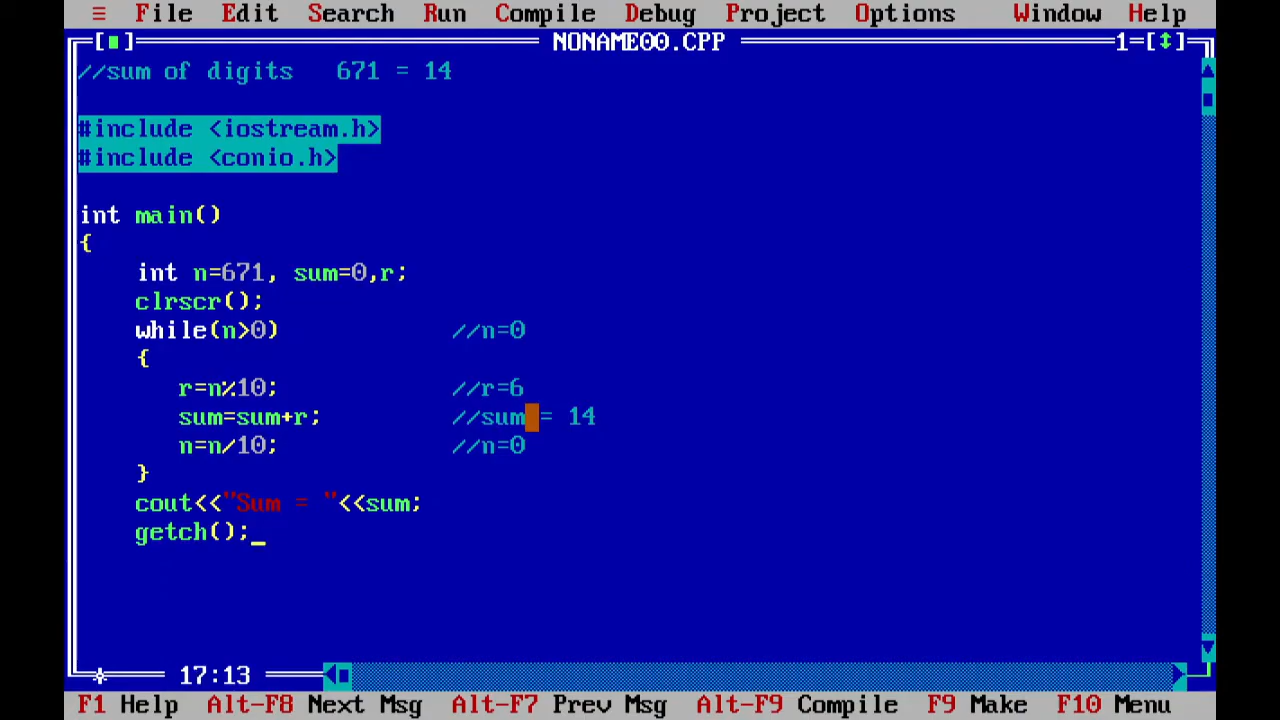 ≡ File Edit Search Run Compile Debug Project Options Window Help
[■] NONAME00.CPP 1=[↕]
//sum of digits   671 = 14
#include <iostream.h>
#include <conio.h>
int main()
{
    int n=671, sum=0,r;
    clrscr();
    while(n>0)            //n=0
    {
       r=n%10;            //r=6
       sum=sum+r;         //sum = 14
       n=n/10;            //n=0
    }
    cout<<"Sum = "<<sum;
    getch();_
17:13
F1 Help  Alt-F8 Next Msg  Alt-F7 Prev Msg  Alt-F9 Compile  F9 Make  F10 Menu